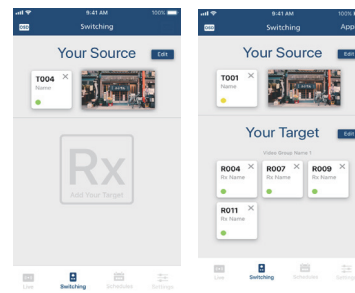 9:41 AM
100%
OSD
Switching
Your Source
Edit
T004
Name
Rx
Add Your Target
Live
Switching
Schedules
Settings
9:41 AM
100%
OSD
Switching
App
Your Source
Edit
T001
Name
Your Target
Edit
Video Group Name 1
R004
Rx Name
R007
Rx Name
R009
Rx Name
R011
Rx Name
Live
Switching
Schedules